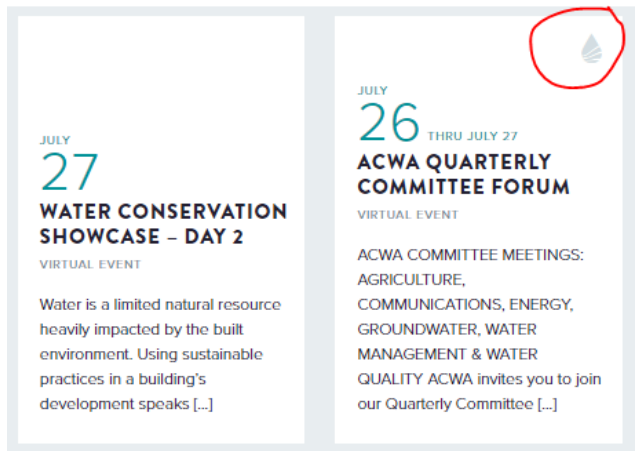 JULY
27
WATER CONSERVATION
SHOWCASE – DAY 2
VIRTUAL EVENT
Water is a limited natural resource
heavily impacted by the built
environment. Using sustainable
practices in a building's
development speaks [...]
JULY
26 THRU JULY 27
ACWA QUARTERLY
COMMITTEE FORUM
VIRTUAL EVENT
ACWA COMMITTEE MEETINGS:
AGRICULTURE,
COMMUNICATIONS, ENERGY,
GROUNDWATER, WATER
MANAGEMENT & WATER
QUALITY ACWA invites you to join
our Quarterly Committee [...]